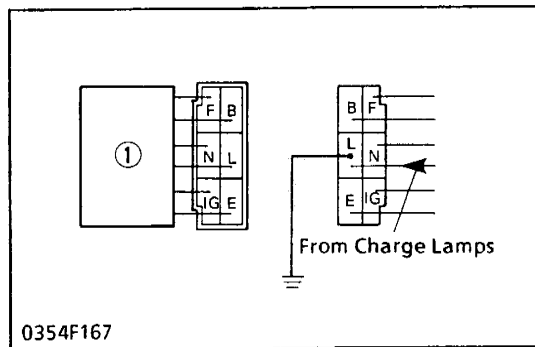 ①
F B
N L
IG E
B F
L N
E IG
From Charge Lamps
0354F167